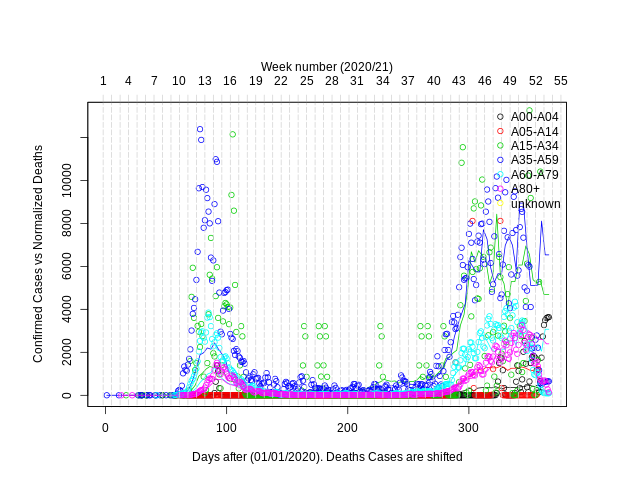 Week number (2020/21)
1 4 7 10 13 16 19 22 25 28 31 34 37 40 43 46 49 52 55
A00-A04
A05-A14
A15-A34
A35-A59
A60-A79
A80+
unknown
Confirmed Cases vs Normalized Deaths
10000
8000
6000
4000
2000
0
0 100 200 300
Days after (01/01/2020). Deaths Cases are shifted